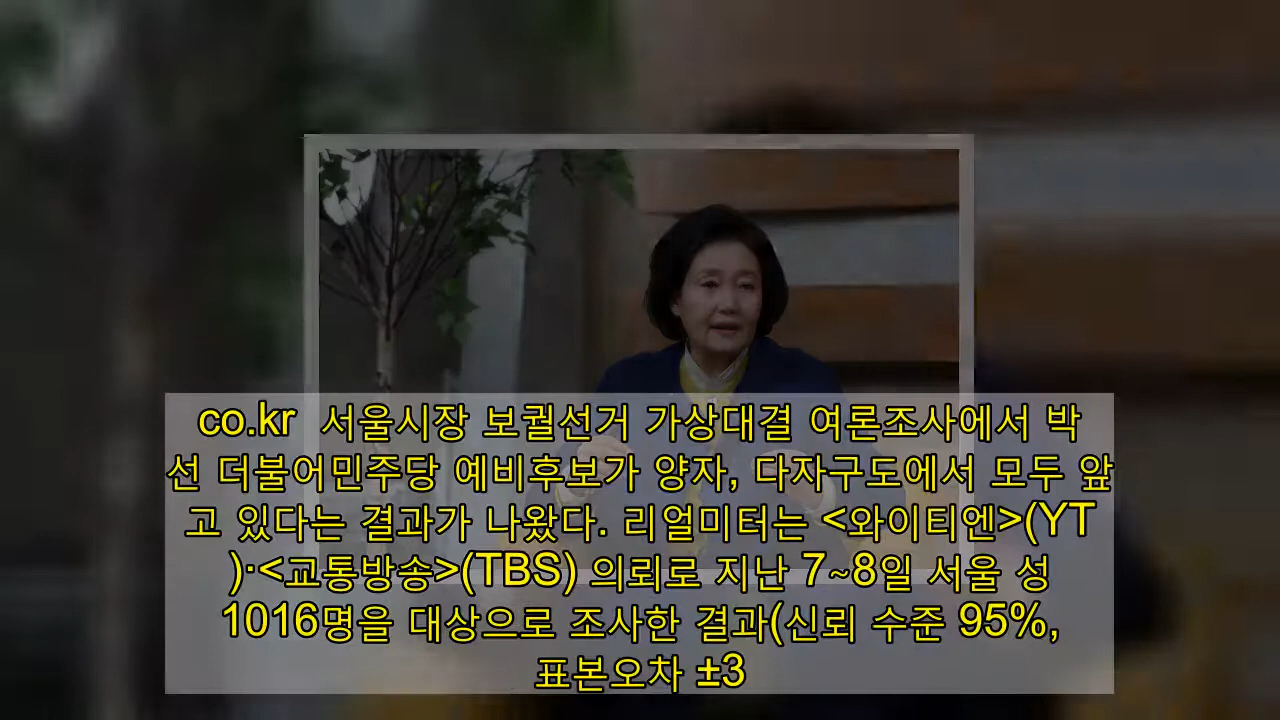 co.kr 서울시장 보궐선거 가상대결 여론조사에서 박
선 더불어민주당 예비후보가 양자, 다자구도에서 모두 앞
고 있다는 결과가 나왔다. 리얼미터는 <와이티엔>(YT
)·<교통방송>(TBS) 의뢰로 지난 7~8일 서울 성
1016명을 대상으로 조사한 결과(신뢰 수준 95%,
표본오차 ±3